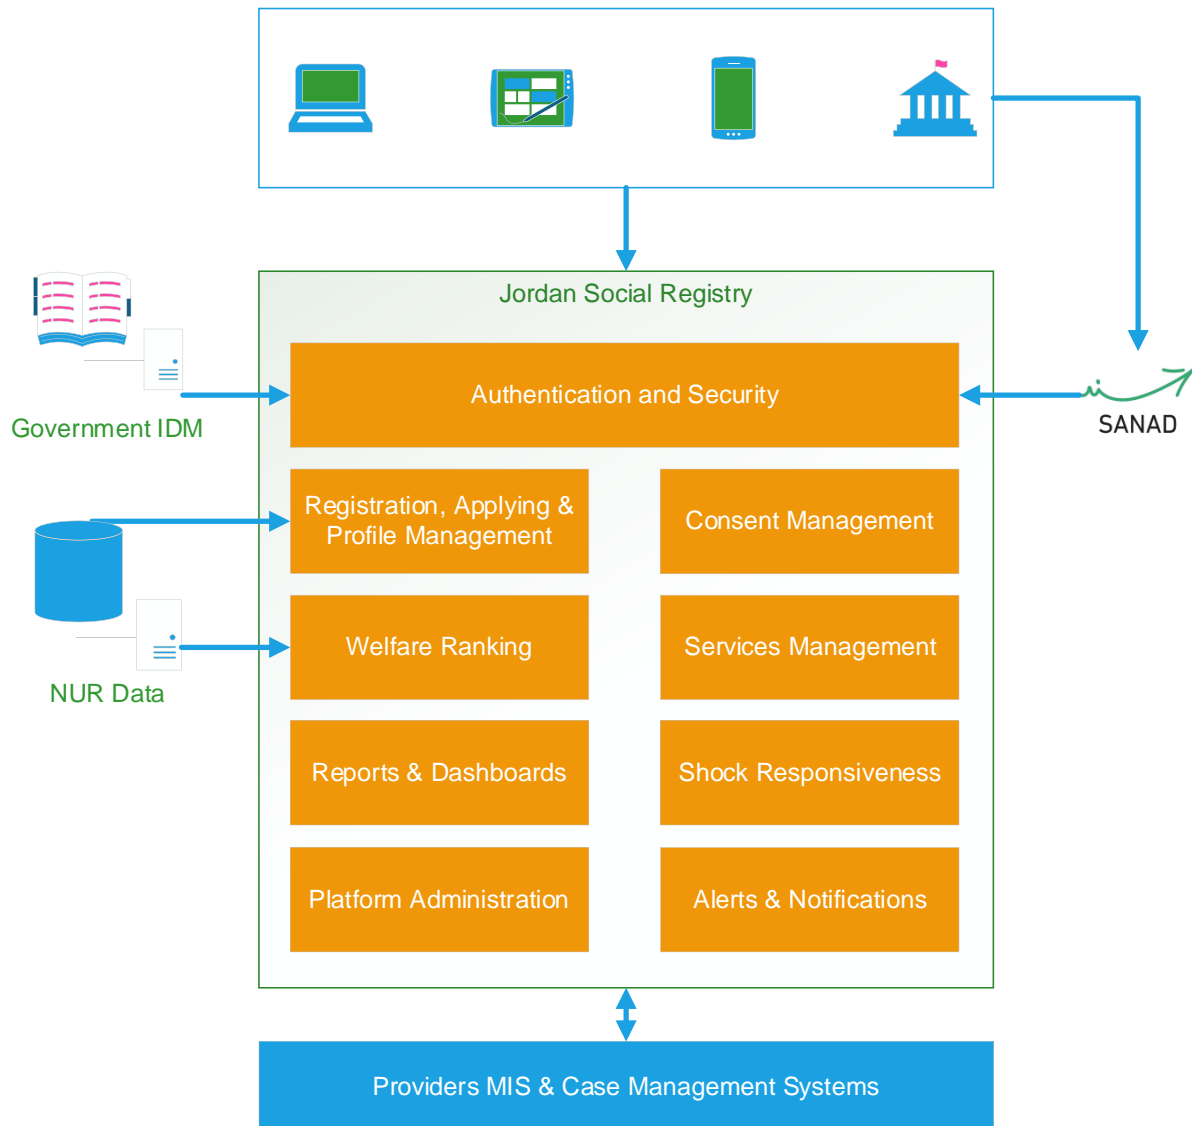 Jordan Social Registry
Authentication and Security
Government IDM
SANAD
Registration, Applying &
Profile Management
Consent Management
Welfare Ranking
Services Management
NUR Data
Reports & Dashboards
Shock Responsiveness
Platform Administration
Alerts & Notifications
Providers MIS & Case Management Systems